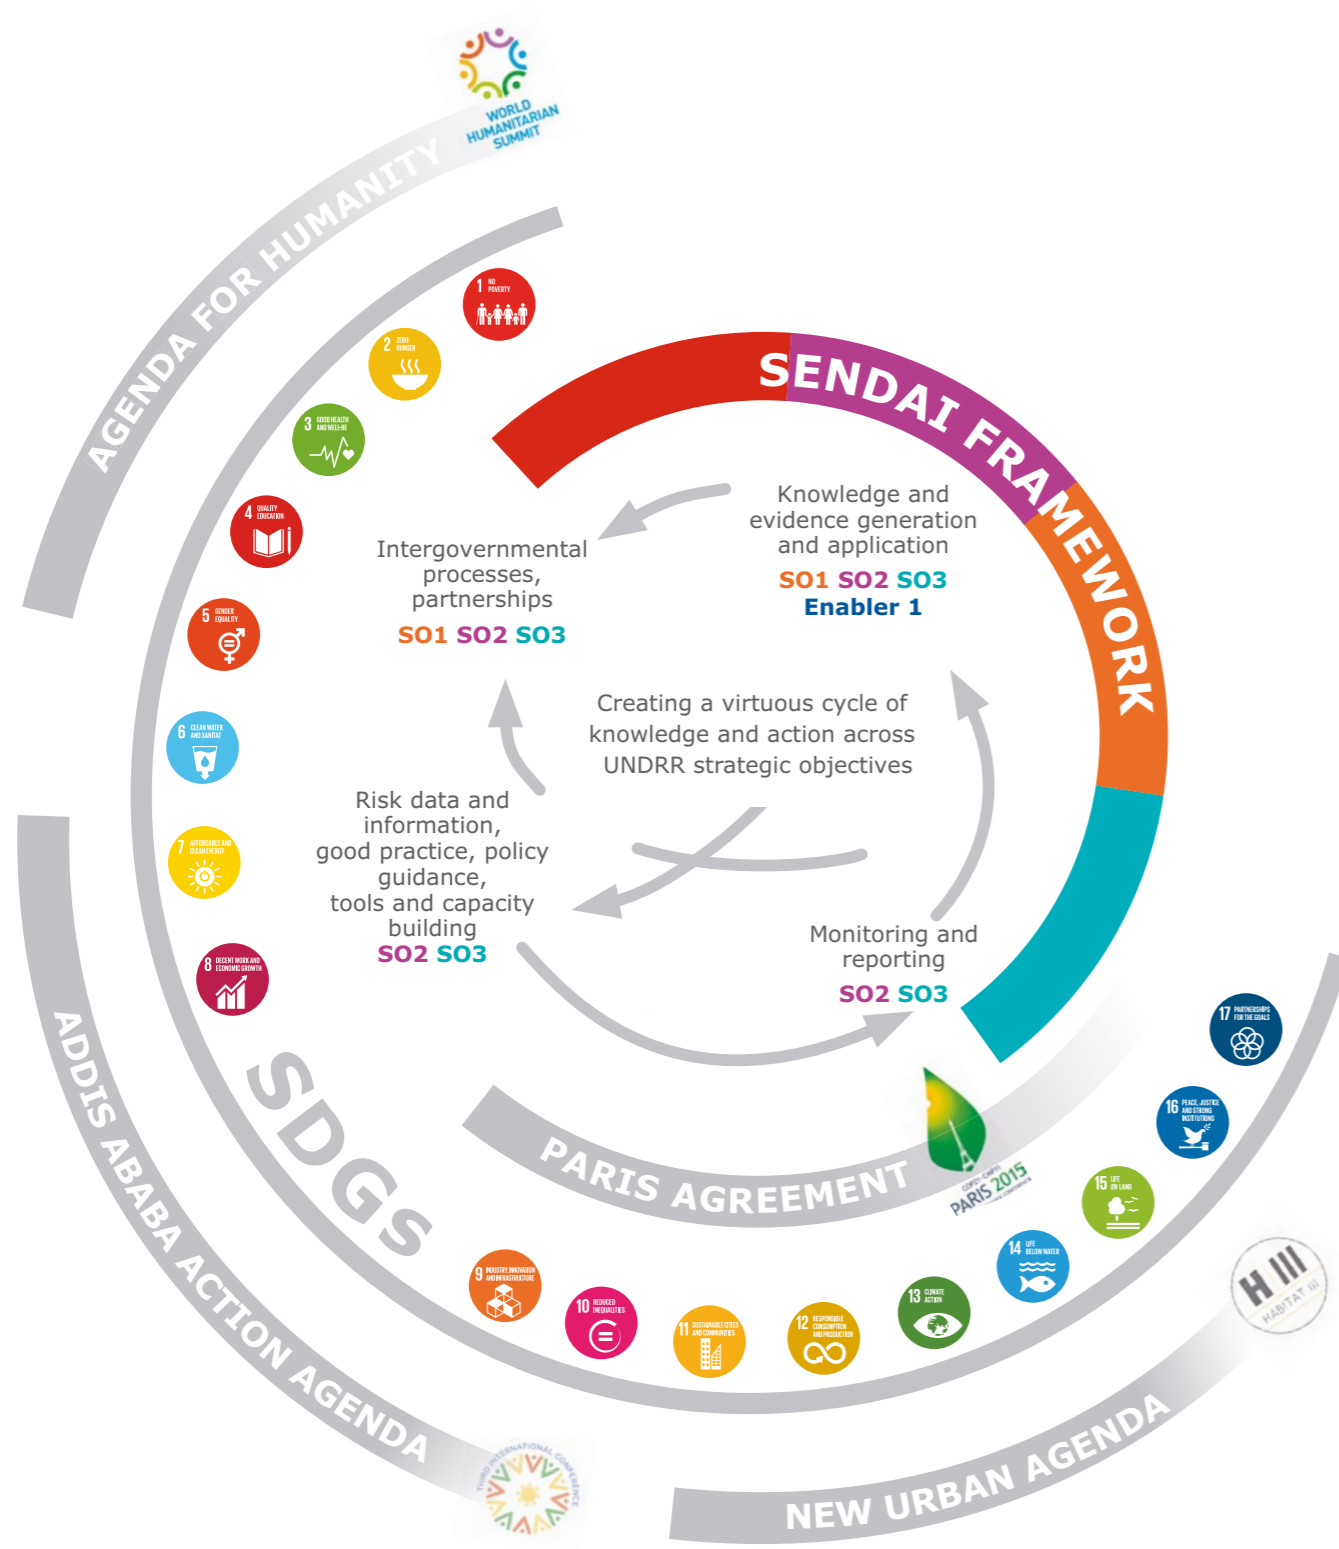 WORLD
HUMANITARIAN
SUMMIT
AGENDA FOR HUMANITY
1 NO
POVERTY
2 ZERO
HUNGER
3 GOOD HEALTH
AND WELL-BE
4 QUALITY
EDUCATION
5 GENDER
EQUALITY
6 CLEAN WATER
AND SANITAT
7 AFFORDABLE AND
CLEAN ENERGY
8 DECENT WORK AND
ECONOMIC GROWTH
SENDAI FRAMEWORK
Knowledge and
evidence generation
and application
SO1 SO2 SO3
Enabler 1
Intergovernmental
processes,
partnerships
SO1 SO2 SO3
Creating a virtuous cycle of
knowledge and action across
UNDRR strategic objectives
Risk data and
information,
good practice, policy
guidance,
tools and capacity
building
SO2 SO3
Monitoring and
reporting
SO2 SO3
SDGS
PARIS AGREEMENT
PARIS 2015
ADDIS ABABA ACTION AGENDA
THIRD INTERNATIONAL CONFERENCE
9 INDUSTRY, INNOVATION
AND INFRASTRUCTURE
10 REDUCED
INEQUALITIES
11 SUSTAINABLE CITIES
AND COMMUNITIES
12 RESPONSIBLE
CONSUMPTION
AND PRODUCTION
13 CLIMATE
ACTION
14 LIFE
BELOW WATER
15 LIFE
ON LAND
16 PEACE, JUSTICE
AND STRONG
INSTITUTIONS
17 PARTNERSHIPS
FOR THE GOALS
H III
HABITAT III
NEW URBAN AGENDA